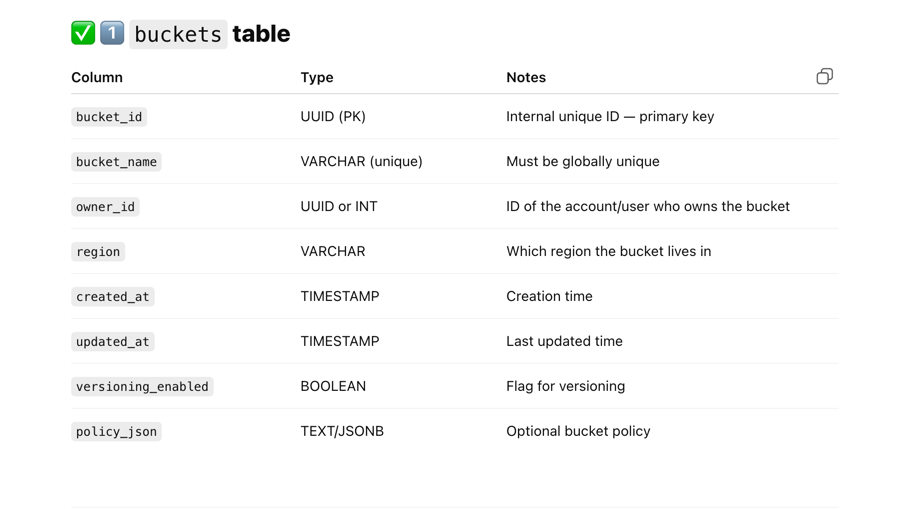 ✅ 1️⃣ buckets table
Column Type Notes
bucket_id UUID (PK) Internal unique ID — primary key
bucket_name VARCHAR (unique) Must be globally unique
owner_id UUID or INT ID of the account/user who owns the bucket
region VARCHAR Which region the bucket lives in
created_at TIMESTAMP Creation time
updated_at TIMESTAMP Last updated time
versioning_enabled BOOLEAN Flag for versioning
policy_json TEXT/JSONB Optional bucket policy